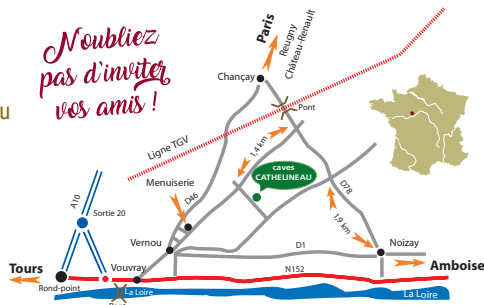 N'oubliez
pas d'inviter
vos amis !
Paris
Reugny
Château-Renault
Chançay
Pont
Ligne TGV
1,4 km
caves
CATHELINEAU
Menuiserie
D46
D78
1,9 km
A10
Sortie 20
Vernou
D1
Noizay
Tours
Vouvray
N152
Amboise
Rond-point
La Loire
La Loire
Pont